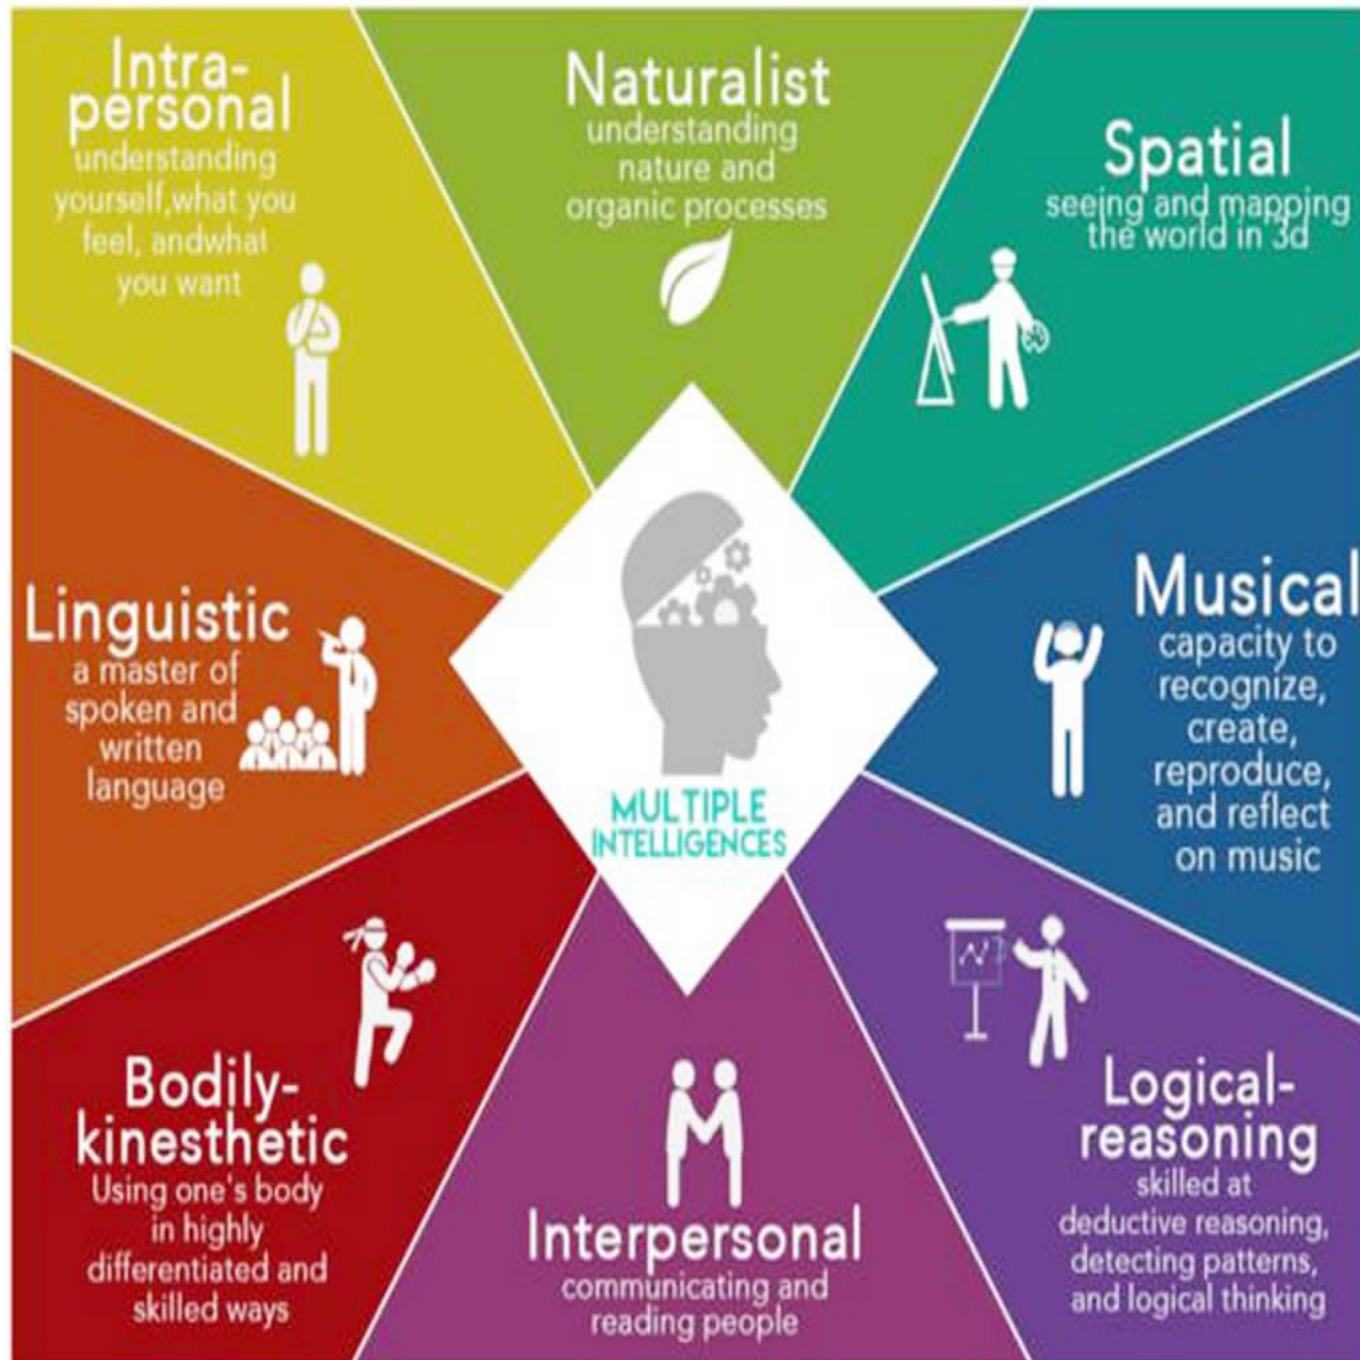 Intra-
personal
understanding
yourself,what you
feel, andwhat
you want
Naturalist
understanding
nature and
organic processes
Spatial
seeing and mapping
the world in 3d
Linguistic
a master of
spoken and
written
language
MULTIPLE
INTELLIGENCES
Musical
capacity to
recognize,
create,
reproduce,
and reflect
on music
Bodily-
kinesthetic
Using one's body
in highly
differentiated and
skilled ways
Interpersonal
communicating and
reading people
Logical-
reasoning
skilled at
deductive reasoning,
detecting patterns,
and logical thinking